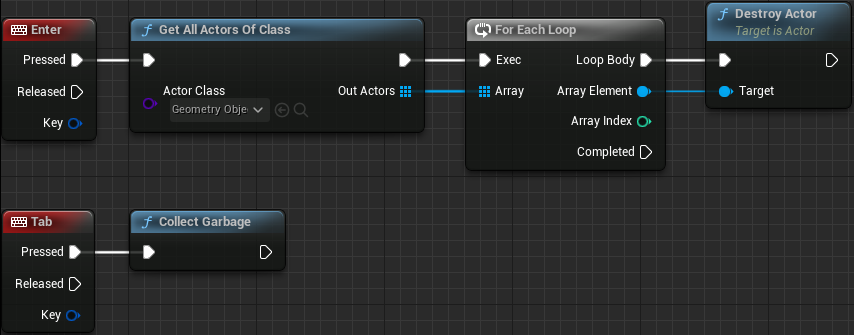 Enter
Pressed
Released
Key
Get All Actors Of Class
Actor Class
Geometry Obje
Out Actors
For Each Loop
Exec
Loop Body
Array
Array Element
Array Index
Completed
Destroy Actor
Target is Actor
Target
Tab
Pressed
Released
Key
Collect Garbage